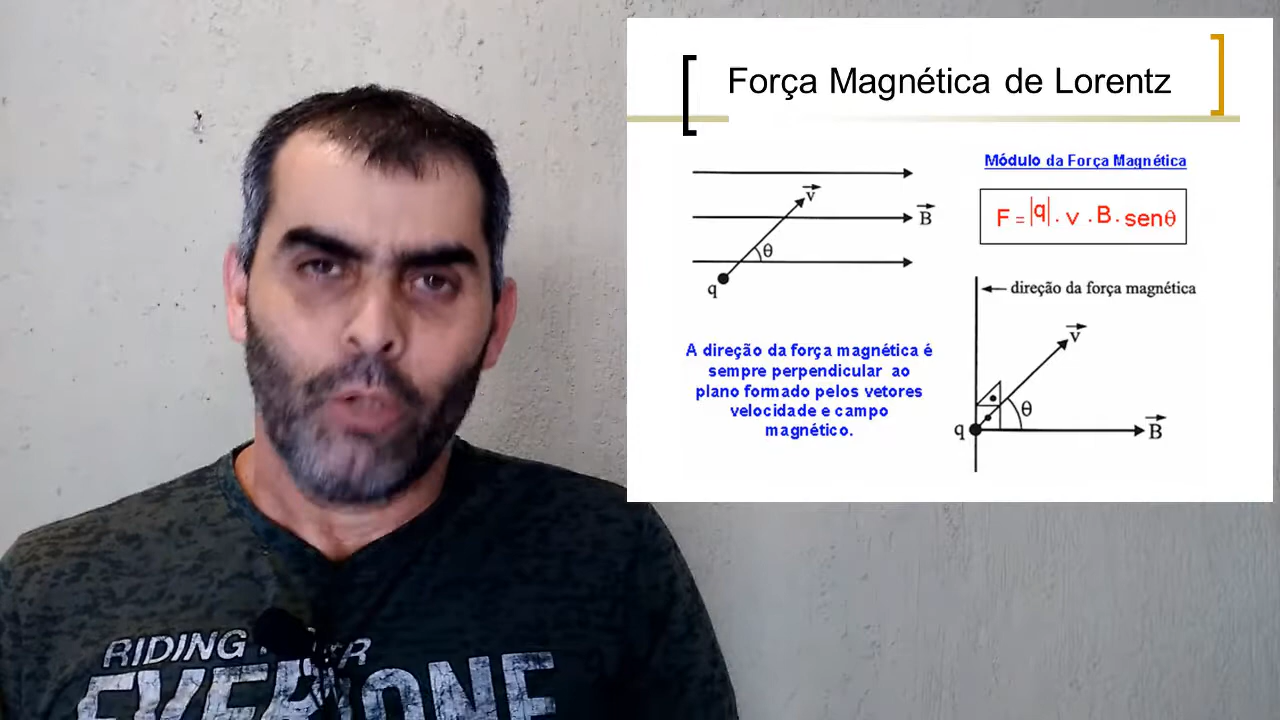 Força Magnética de Lorentz
v
B
θ
q
Módulo da Força Magnética
F = |q| . v . B . senθ
direção da força magnética
A direção da força magnética é
sempre perpendicular ao
plano formado pelos vetores
velocidade e campo
magnético.
v
θ
q
B
RIDING